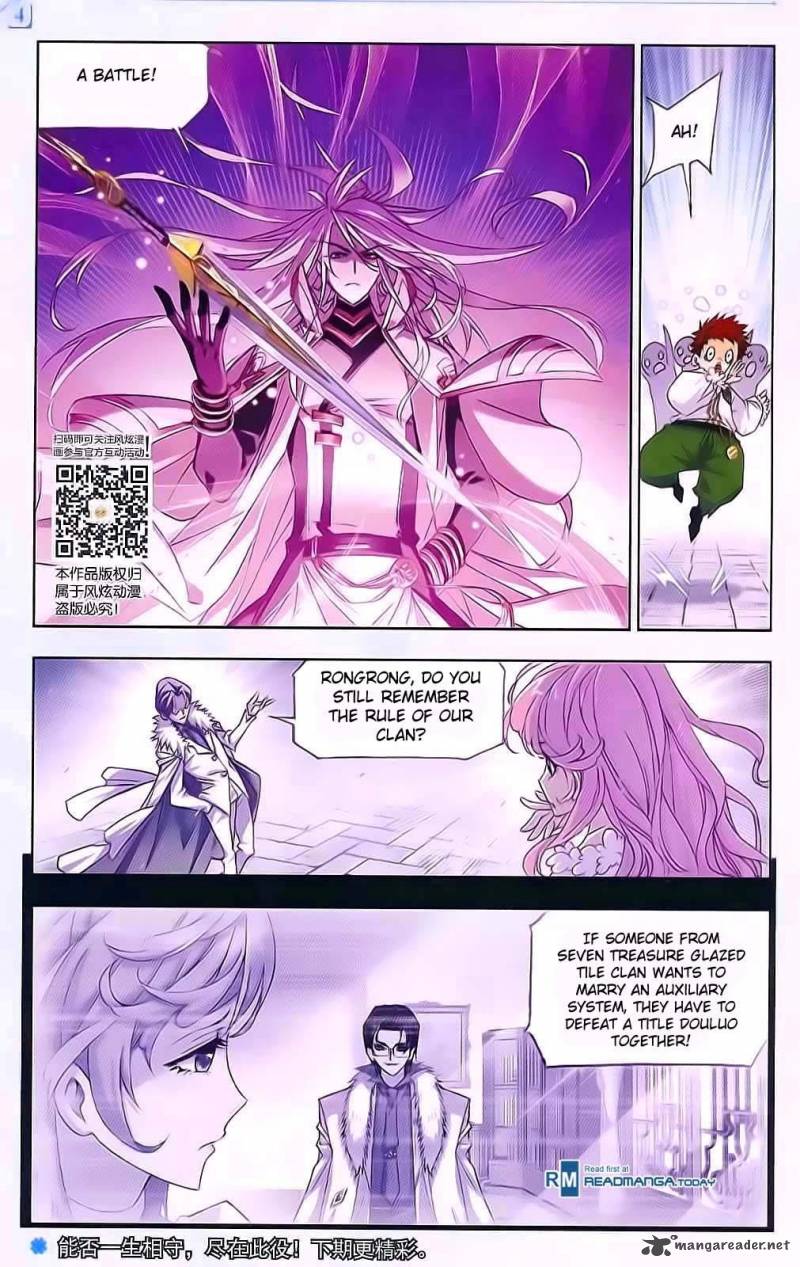 4
A BATTLE!
AH!
扫码即可关注风炫漫
画参与官方互动活动。
本作品版权归
属于风炫动漫
盗版必究!
RONGRONG, DO YOU
STILL REMEMBER
THE RULE OF OUR
CLAN?
IF SOMEONE FROM
SEVEN TREASURE GLAZED
TILE CLAN WANTS TO
MARRY AN AUXILIARY
SYSTEM, THEY HAVE TO
DEFEAT A TITLE DOULUO
TOGETHER!
RM
Read first at
READMANGA.TODAY
能否一生相守，尽在此役！下期更精彩。
mangareader.net